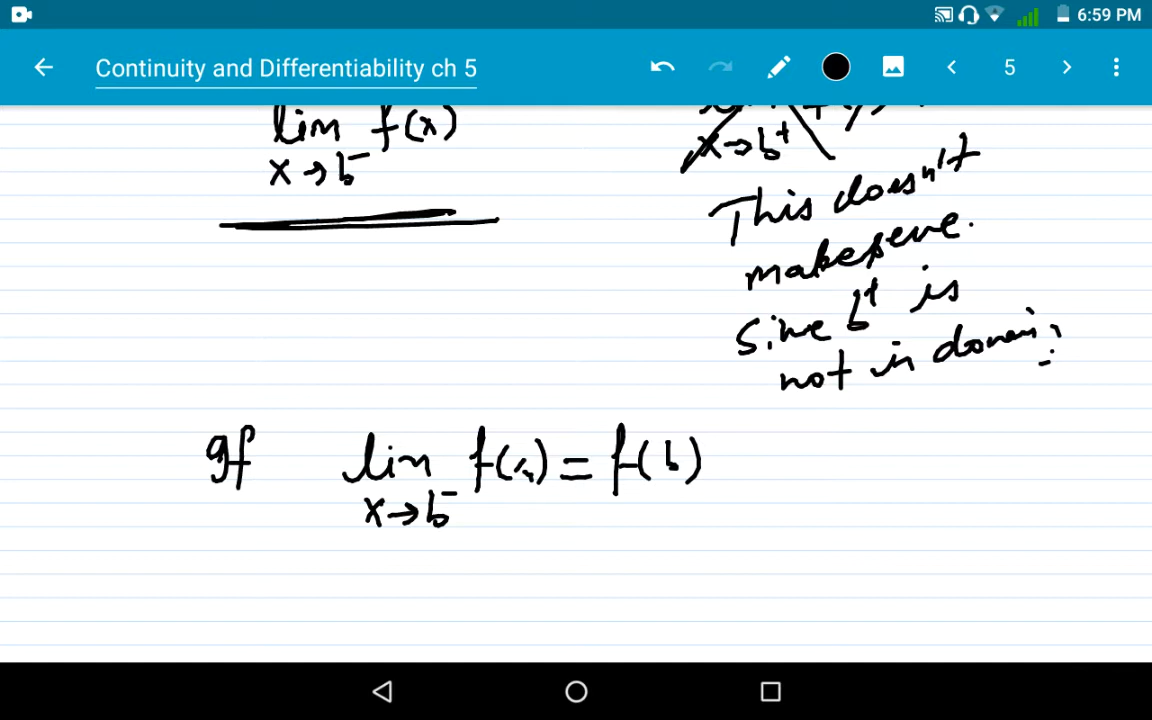 6:59 PM
Continuity and Differentiability ch 5
5
lim f(x)
x→b⁻
x→b⁺
This doesn't
make sense.
Since b⁺ is
not in domain
If lim f(x) = f(b)
x→b⁻